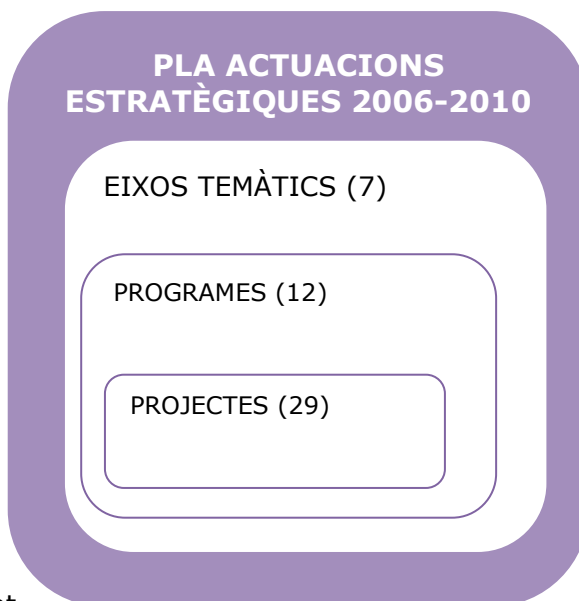 PLA ACTUACIONS
ESTRATÈGIQUES 2006-2010
EIXOS TEMÀTICS (7)
PROGRAMES (12)
PROJECTES (29)